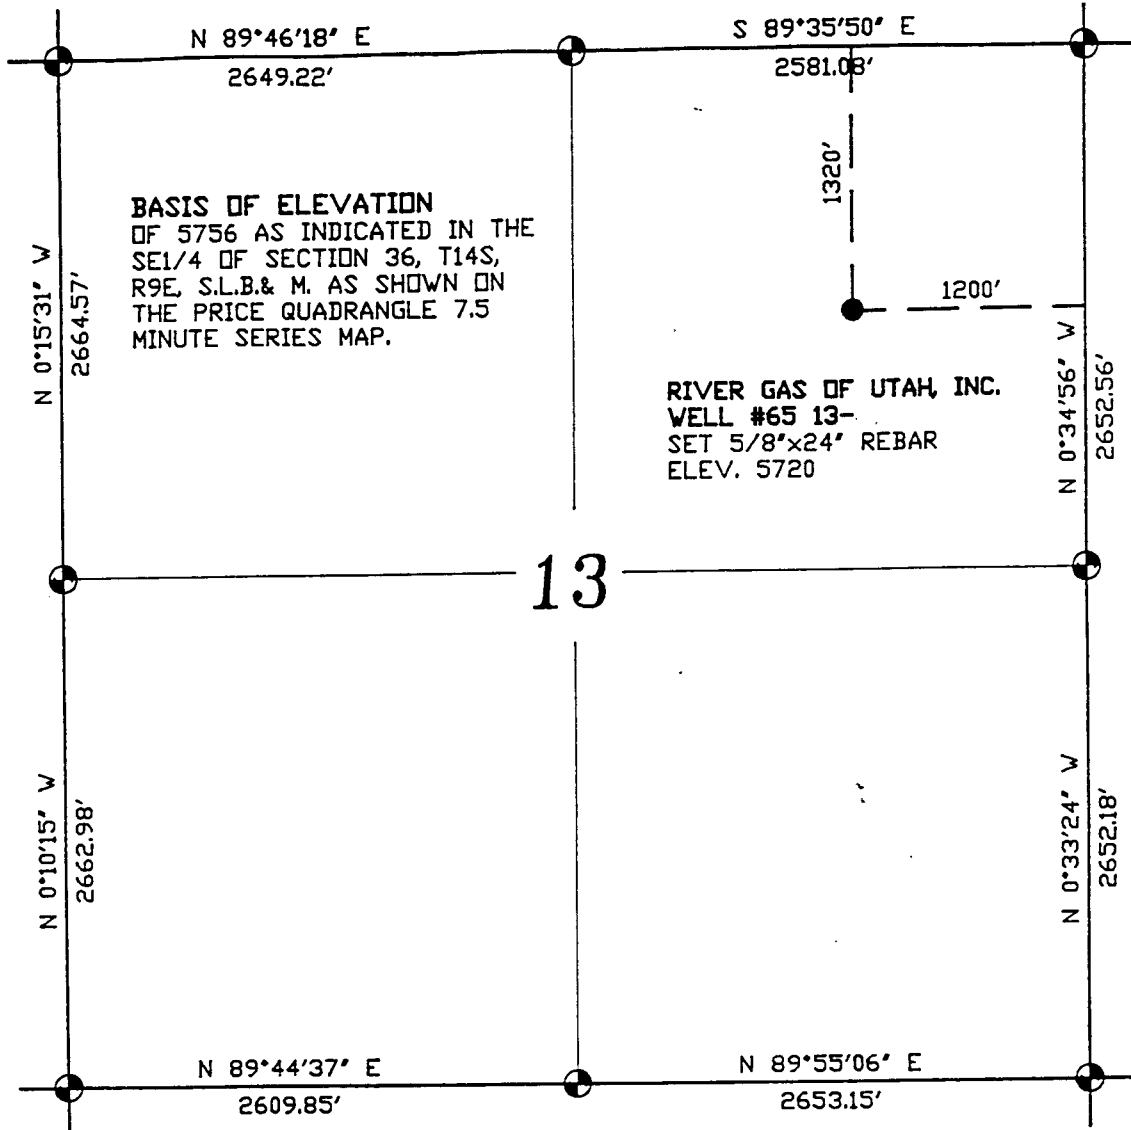 N 89°46'18" E
2649.22'
S 89°35'50" E
2581.08'
1320'
1200'
BASIS OF ELEVATION
OF 5756 AS INDICATED IN THE
SE1/4 OF SECTION 36, T14S,
R9E, S.L.B.& M. AS SHOWN ON
THE PRICE QUADRANGLE 7.5
MINUTE SERIES MAP.
N 0°15'31" W
2664.57'
RIVER GAS OF UTAH, INC.
WELL #65 13-
SET 5/8"x24" REBAR
ELEV. 5720
N 0°34'56" W
2652.56'
13
N 0°10'15" W
2662.98'
N 0°33'24" W
2652.18'
N 89°44'37" E
2609.85'
N 89°55'06" E
2653.15'